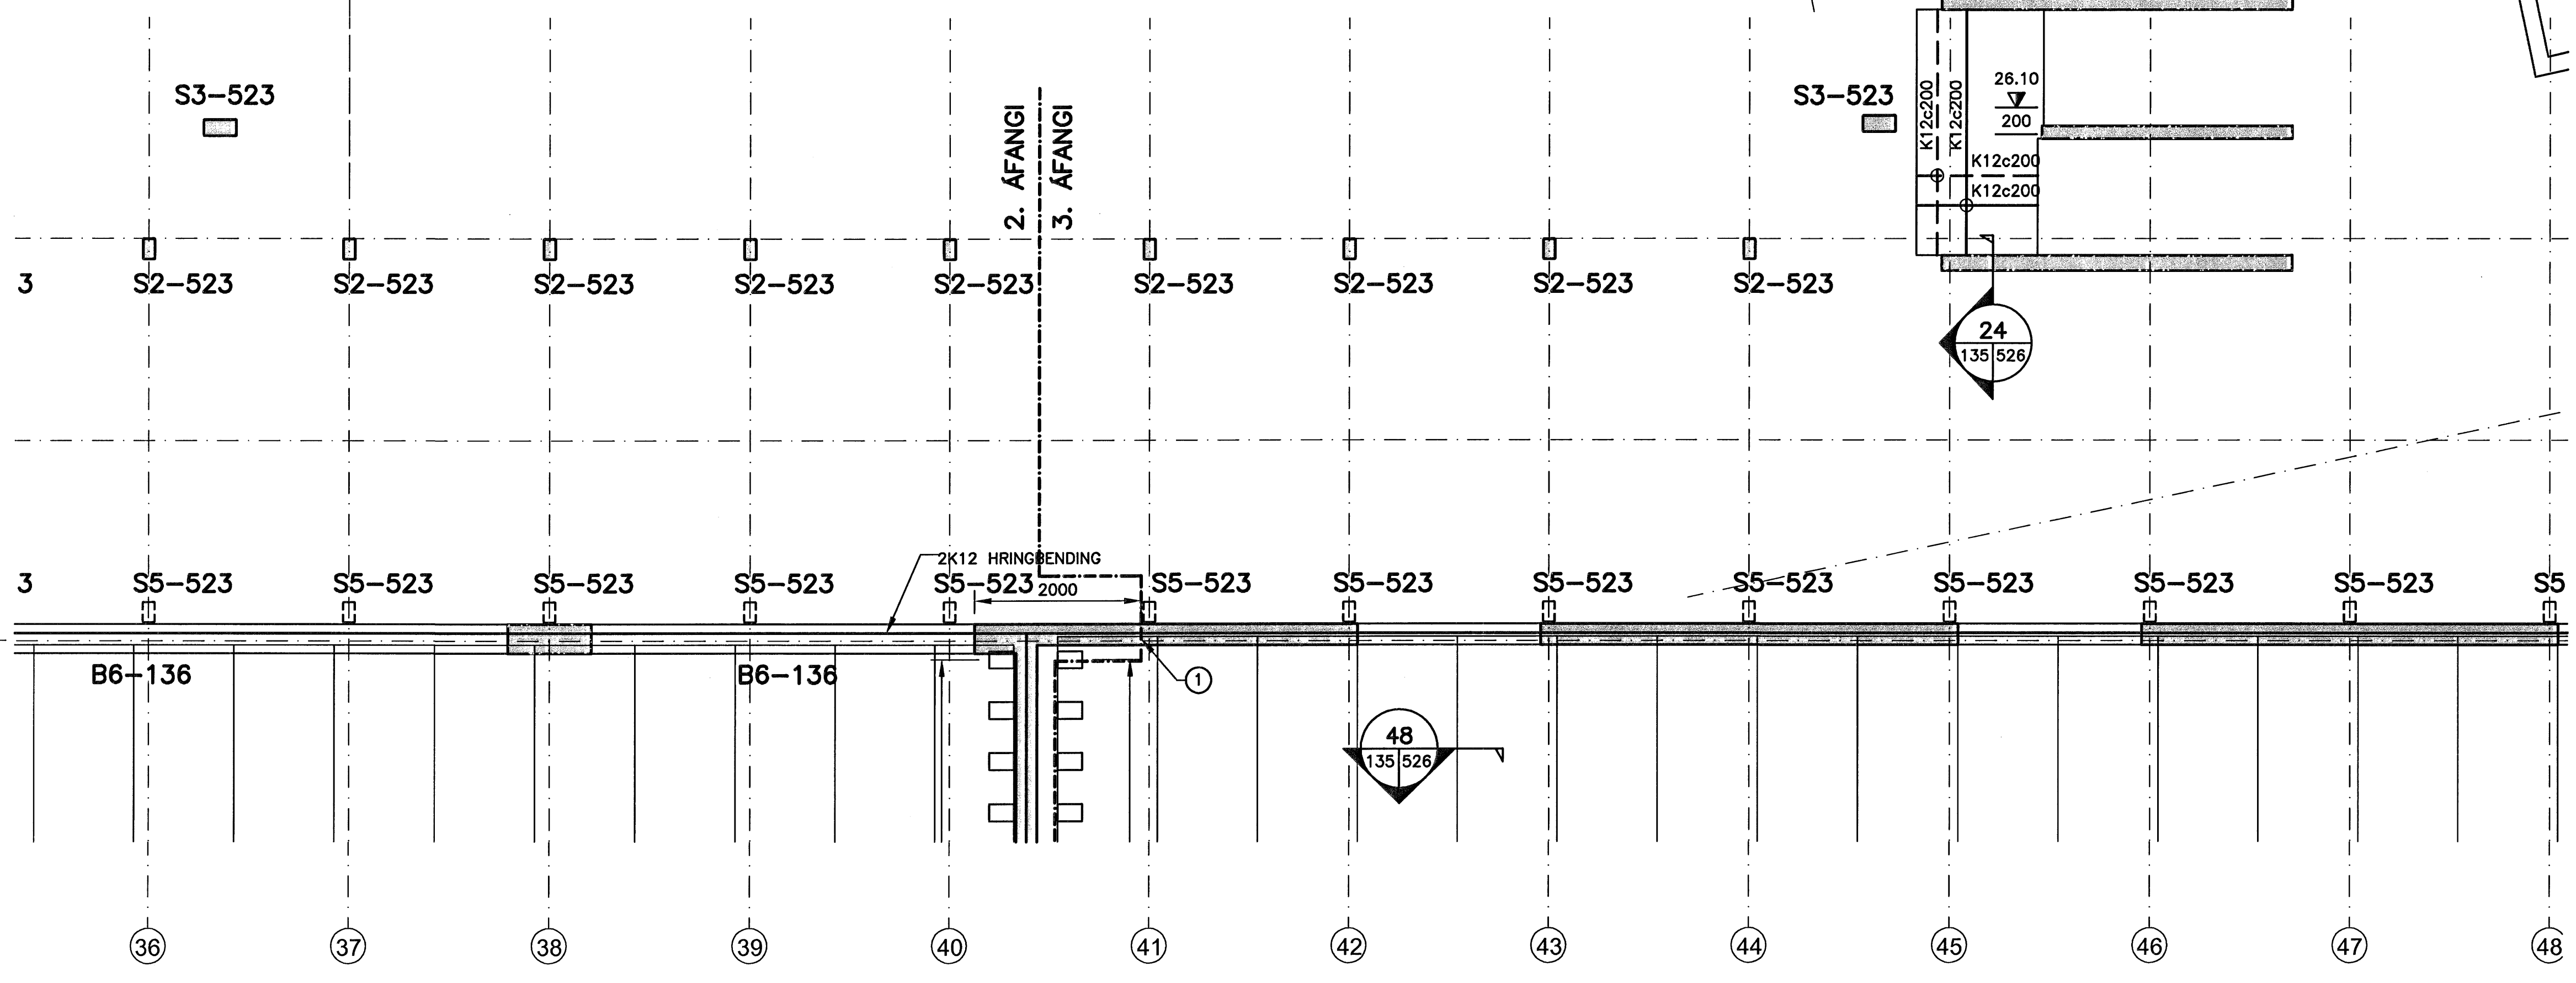 S3-523
2. ÁFANGI
3. ÁFANGI
S3-523
K12c200
K12c200
26.10
200
K12c200
K12c200
3
S2-523
S2-523
S2-523
S2-523
S2-523
S2-523
S2-523
S2-523
S2-523
24
135 526
2K12 HRINGBENDING
3
S5-523
S5-523
S5-523
S5-523
S5-523
S5-523
S5-523
S5-523
S5-523
S5-523
S5-523
S5-523
S5
2000
B6-136
B6-136
1
48
135 526
36
37
38
39
40
41
42
43
44
45
46
47
48